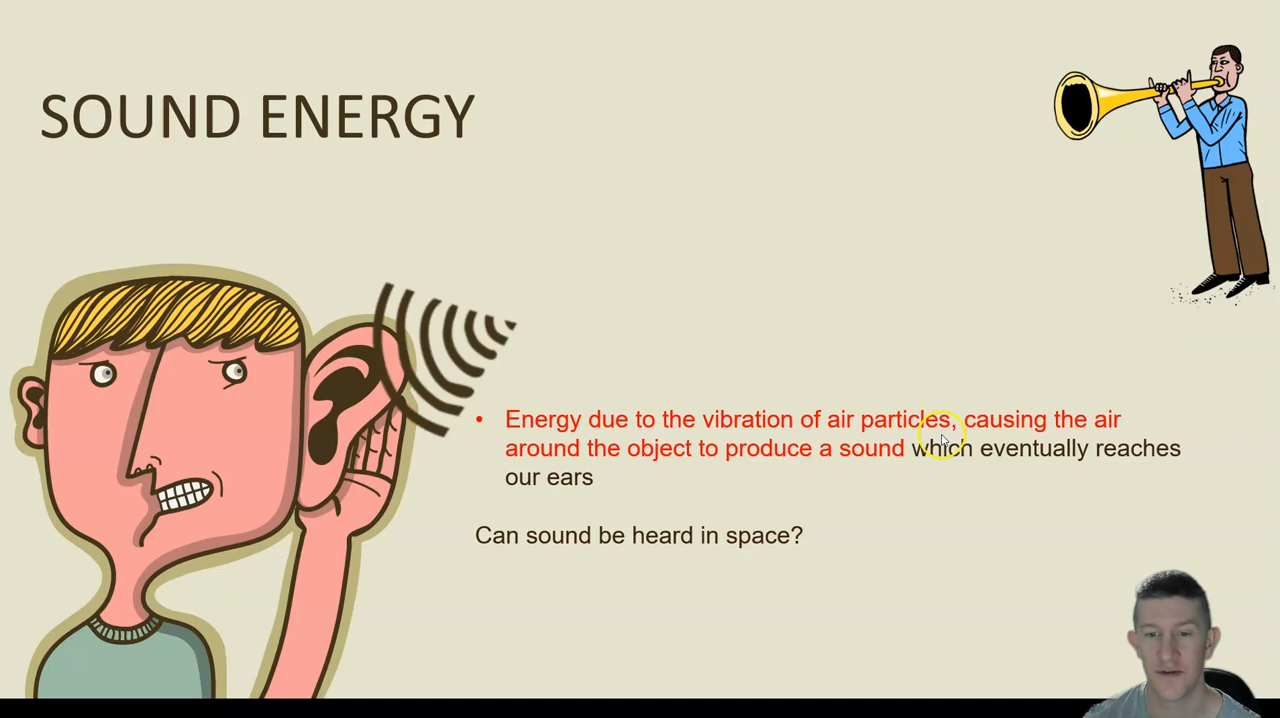 SOUND ENERGY
• Energy due to the vibration of air particles, causing the air
around the object to produce a sound which eventually reaches
our ears
Can sound be heard in space?